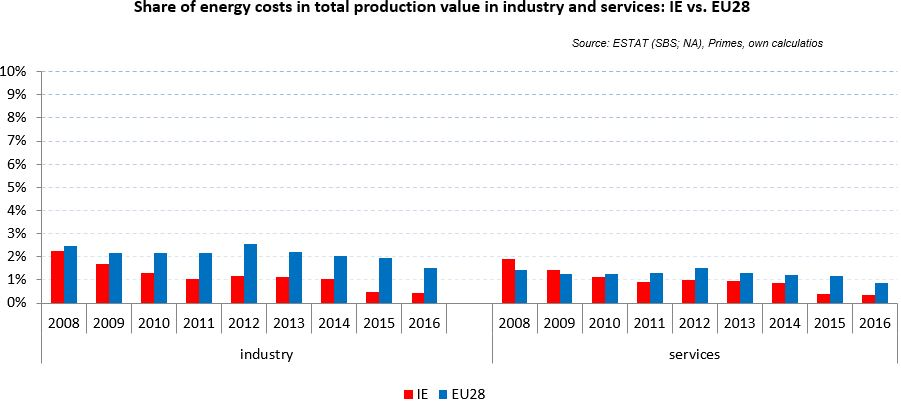 Share of energy costs in total production value in industry and services: IE vs. EU28
Source: ESTAT (SBS; NA), Primes, own calculatios
10%
9%
8%
7%
6%
5%
4%
3%
2%
1%
0%
2008 2009 2010 2011 2012 2013 2014 2015 2016 2008 2009 2010 2011 2012 2013 2014 2015 2016
industry services
IE EU28